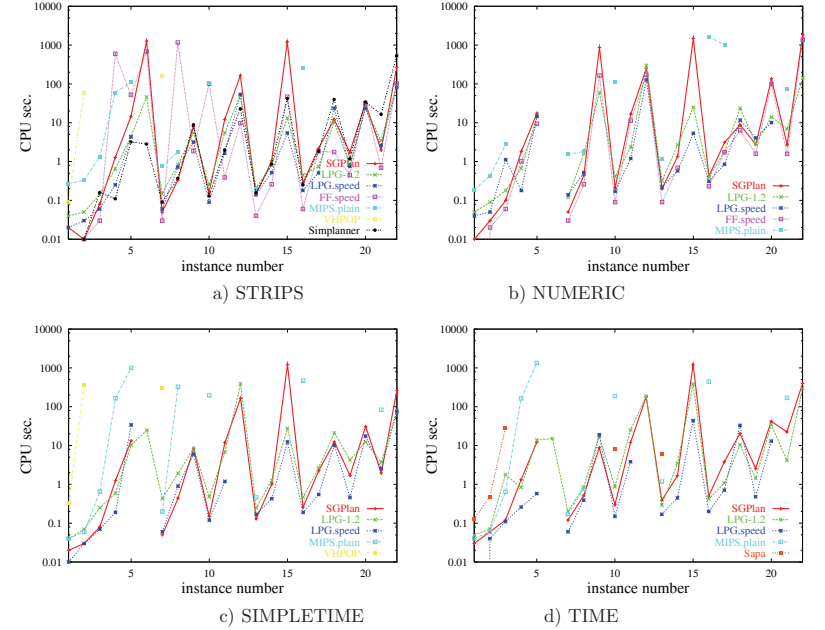 10000
1000
100
10
1
0.1
0.01
CPU sec.
5
10
15
20
instance number
SGPlan
LPG-1.2
LPG.speed
FF.speed
MIPS.plain
VHPOP
Simplanner
a) STRIPS
10000
1000
100
10
1
0.1
0.01
CPU sec.
5
10
15
20
instance number
SGPlan
LPG-1.2
LPG.speed
FF.speed
MIPS.plain
b) NUMERIC
10000
1000
100
10
1
0.1
0.01
CPU sec.
5
10
15
20
instance number
SGPlan
LPG-1.2
LPG.speed
MIPS.plain
VHPOP
c) SIMPLETIME
10000
1000
100
10
1
0.1
0.01
CPU sec.
5
10
15
20
instance number
SGPlan
LPG-1.2
LPG.speed
MIPS.plain
Sapa
d) TIME